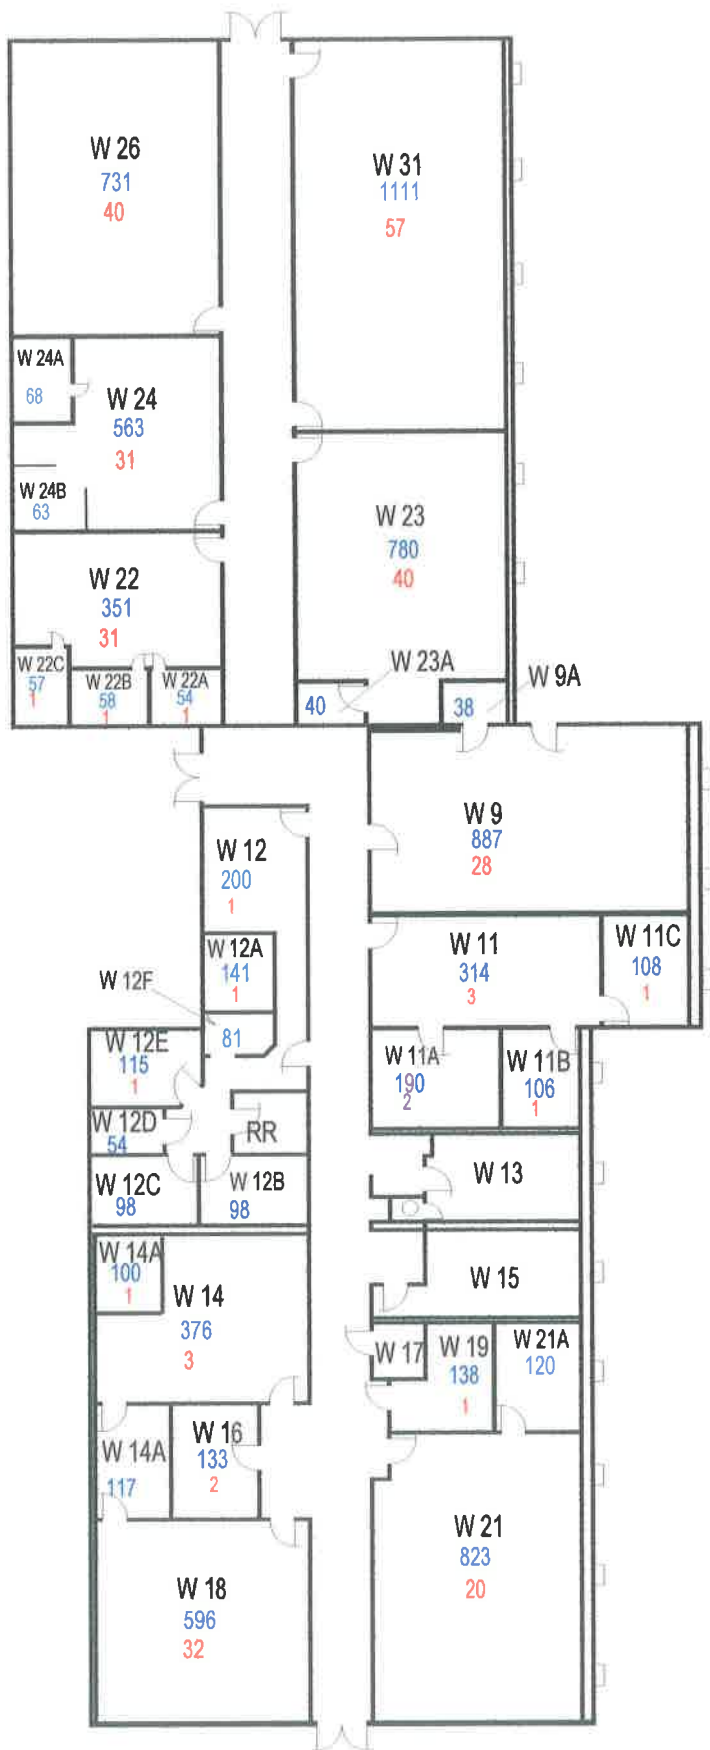 W 26
731
40
W 31
1111
57
W 24A
68
W 24
563
31
W 24B
63
W 23
780
40
W 22
351
31
W 22C
57
1
W 22B
58
1
W 22A
54
1
W 23A
40
W 9A
38
W 9
887
28
W 12
200
1
W 12A
141
1
W 11
314
3
W 11C
108
1
W 12F
81
W 12E
115
1
W 11A
190
2
W 11B
106
1
W 12D
54
RR
W 12C
98
W 12B
98
W 13
W 14A
100
1
W 14
376
3
W 15
W 17
W 19
138
1
W 21A
120
W 14A
117
W 16
133
2
W 21
823
20
W 18
596
32